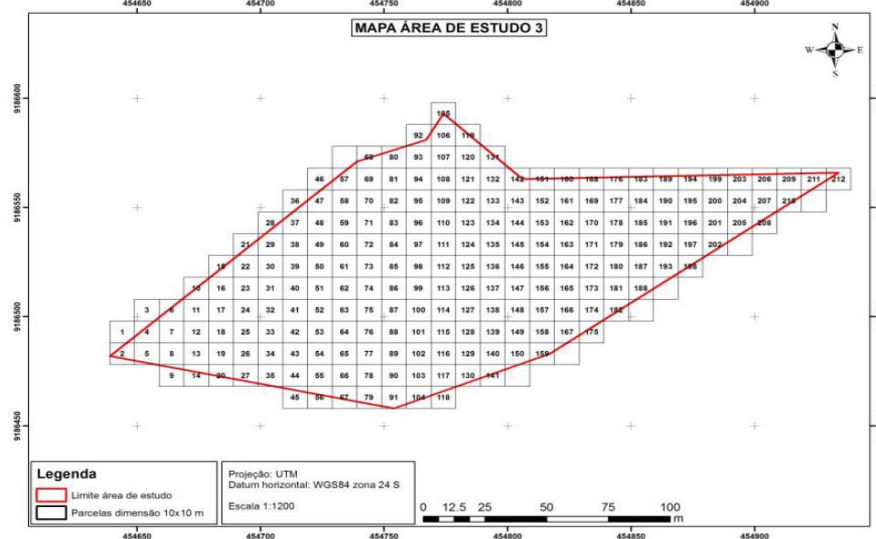 454650 454700 454750 454800 454850 454900
MAPA ÁREA DE ESTUDO 3
N
W E
S
9186600
105
92 106 119
68 80 93 107 120 131
46 57 69 81 94 108 121 132 142 151 160 168 176 183 189 194 199 203 206 209 211 212
9186550
36 47 58 70 82 95 109 122 133 143 152 161 169 177 184 190 195 200 204 207 210
28 37 48 59 71 83 96 110 123 134 144 153 162 170 178 185 191 196 201 205 208
21 29 38 49 60 72 84 97 111 124 135 145 154 163 171 179 186 192 197 202
15 22 30 39 50 61 73 85 98 112 125 136 146 155 164 172 180 187 193 198
10 16 23 31 40 51 62 74 86 99 113 126 137 147 156 165 173 181 188
9186500
3 6 11 17 24 32 41 52 63 75 87 100 114 127 138 148 157 166 174 182
1 4 7 12 18 25 33 42 53 64 76 88 101 115 128 139 149 158 167 175
2 5 8 13 19 26 34 43 54 65 77 89 102 116 129 140 150 159
9 14 20 27 35 44 55 66 78 90 103 117 130 141
45 56 67 79 91 104 118
9186450
Legenda
Limite área de estudo
Parcelas dimensão 10x10 m
Projeção: UTM
Datum horizontal: WGS84 zona 24 S
Escala 1:1200
0 12.5 25 50 75 100
m
454650 454700 454750 454800 454850 454900